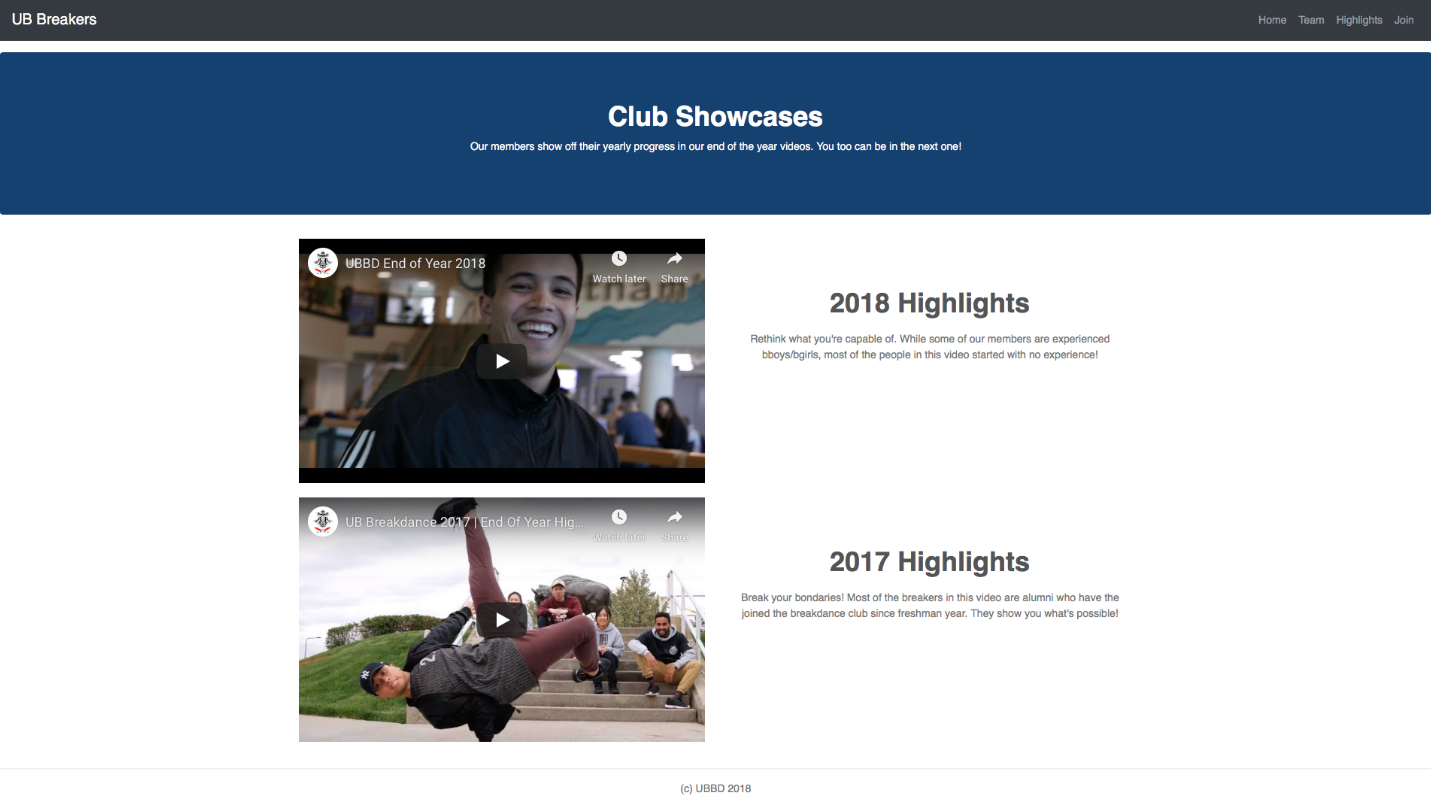 UB Breakers
Home Team Highlights Join
Club Showcases
Our members show off their yearly progress in our end of the year videos. You too can be in the next one!
UBBD End of Year 2018
Watch later Share
2018 Highlights
Rethink what you're capable of. While some of our members are experienced
bboys/bgirls, most of the people in this video started with no experience!
UB Breakdance 2017 | End Of Year Hig...
Watch later Share
2017 Highlights
Break your bondaries! Most of the breakers in this video are alumni who have the
joined the breakdance club since freshman year. They show you what's possible!
(c) UBBD 2018